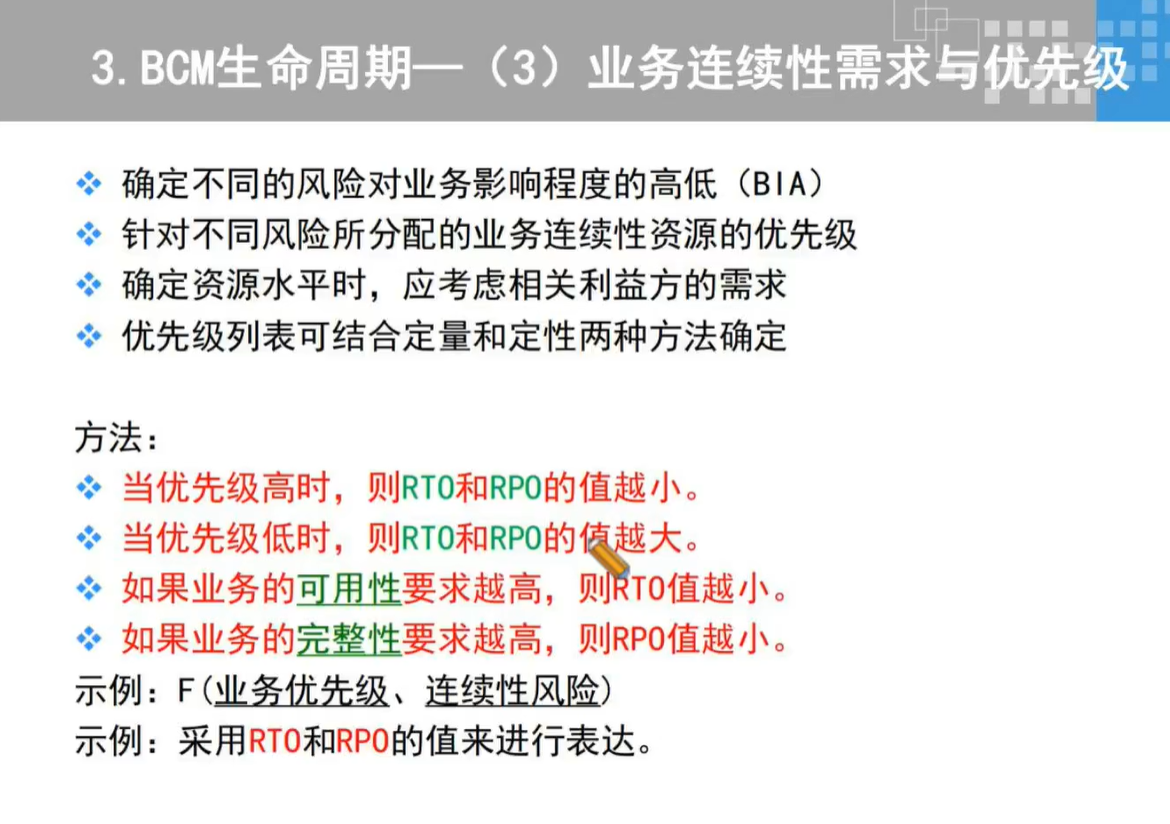 3.BCM生命周期—（3）业务连续性需求与优先级
确定不同的风险对业务影响程度的高低（BIA）
针对不同风险所分配的业务连续性资源的优先级
确定资源水平时，应考虑相关利益方的需求
优先级列表可结合定量和定性两种方法确定
方法：
当优先级高时，则RTO和RPO的值越小。
当优先级低时，则RTO和RPO的值越大。
如果业务的可用性要求越高，则RTO值越小。
如果业务的完整性要求越高，则RPO值越小。
示例：F(业务优先级、连续性风险)
示例：采用RTO和RPO的值来进行表达。